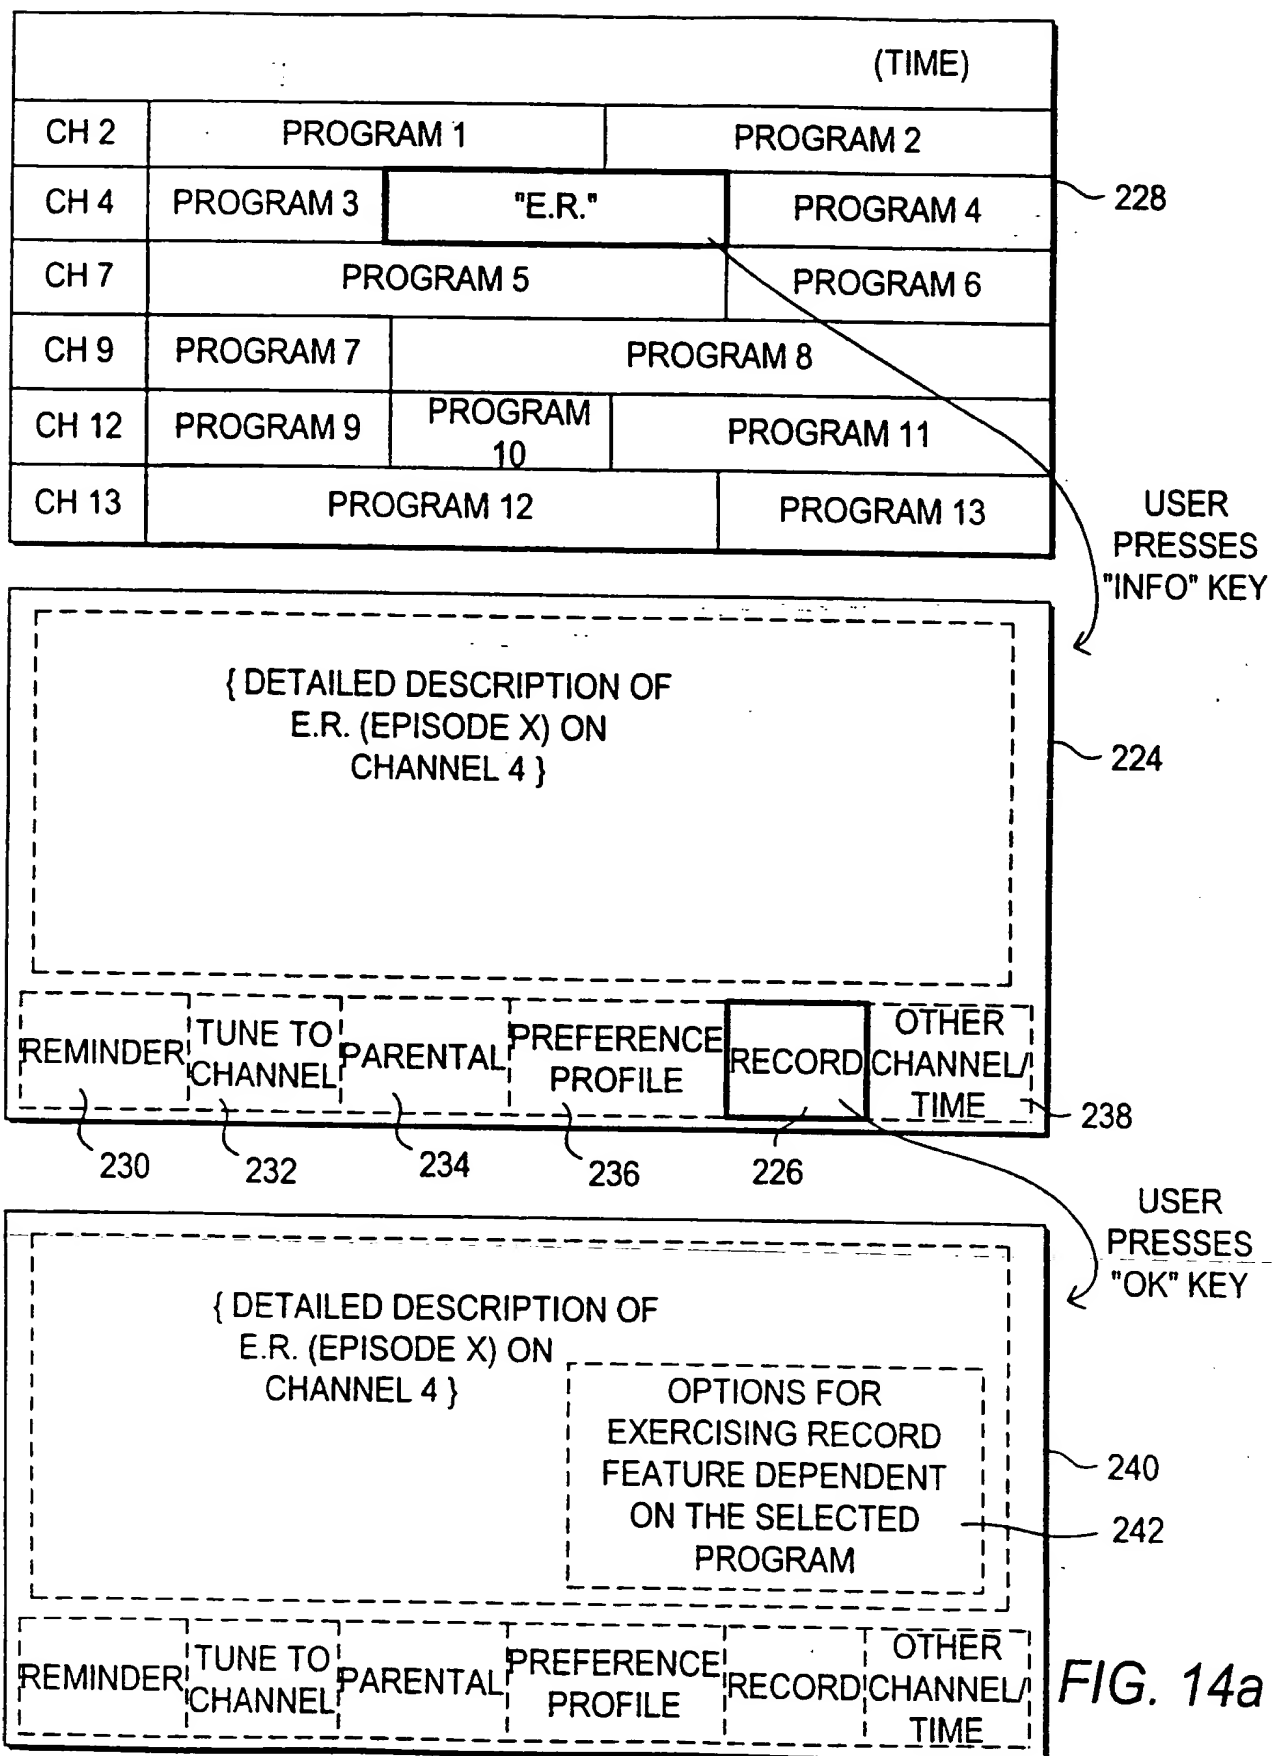 (TIME)
CH 2 PROGRAM 1 PROGRAM 2
CH 4 PROGRAM 3 "E.R." PROGRAM 4
228
CH 7 PROGRAM 5 PROGRAM 6
CH 9 PROGRAM 7 PROGRAM 8
CH 12 PROGRAM 9 PROGRAM
10 PROGRAM 11
CH 13 PROGRAM 12 PROGRAM 13
USER
PRESSES
"INFO" KEY
{ DETAILED DESCRIPTION OF
E.R. (EPISODE X) ON
CHANNEL 4 }
224
REMINDER
TUNE TO
CHANNEL
PARENTAL
PREFERENCE
PROFILE
RECORD
OTHER
CHANNEL/
TIME
238
230
232
234
236
226
USER
PRESSES
"OK" KEY
{ DETAILED DESCRIPTION OF
E.R. (EPISODE X) ON
CHANNEL 4 }
OPTIONS FOR
EXERCISING RECORD
FEATURE DEPENDENT
ON THE SELECTED
PROGRAM
240
242
REMINDER
TUNE TO
CHANNEL
PARENTAL
PREFERENCE
PROFILE
RECORD
OTHER
CHANNEL/
TIME
FIG. 14a